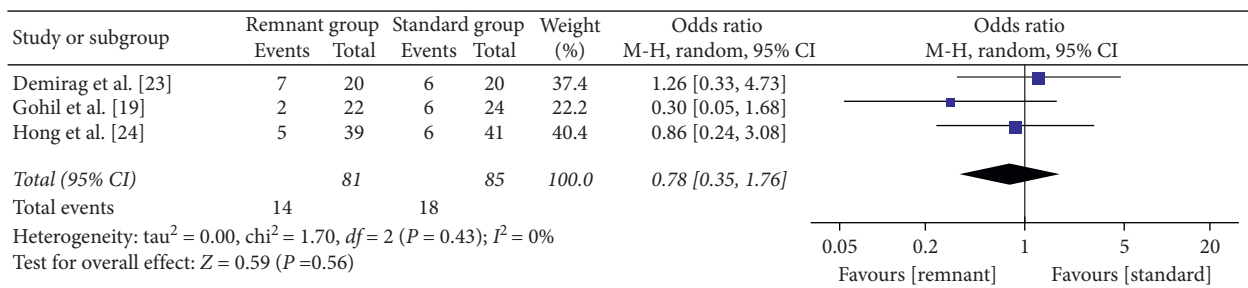 Study or subgroup Remnant group Standard group Weight Odds ratio Odds ratio
Events Total Events Total (%) M-H, random, 95% CI M-H, random, 95% CI
Demirag et al. [23] 7 20 6 20 37.4 1.26 [0.33, 4.73]
Gohil et al. [19] 2 22 6 24 22.2 0.30 [0.05, 1.68]
Hong et al. [24] 5 39 6 41 40.4 0.86 [0.24, 3.08]
Total (95% CI) 81 85 100.0 0.78 [0.35, 1.76]
Total events 14 18
Heterogeneity: tau² = 0.00, chi² = 1.70, df = 2 (P = 0.43); I² = 0%
Test for overall effect: Z = 0.59 (P =0.56)
0.05 0.2 1 5 20
Favours [remnant] Favours [standard]